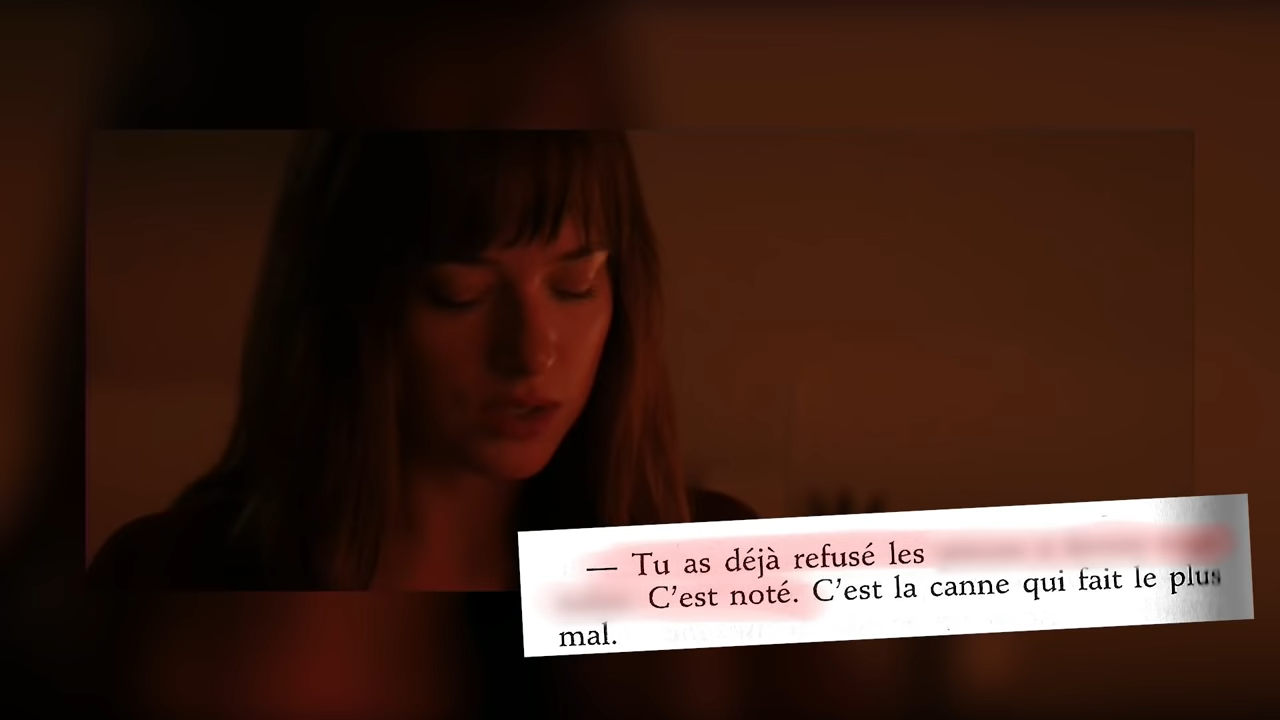 — Tu as déjà refusé les
C'est noté. C'est la canne qui fait le plus
mal.